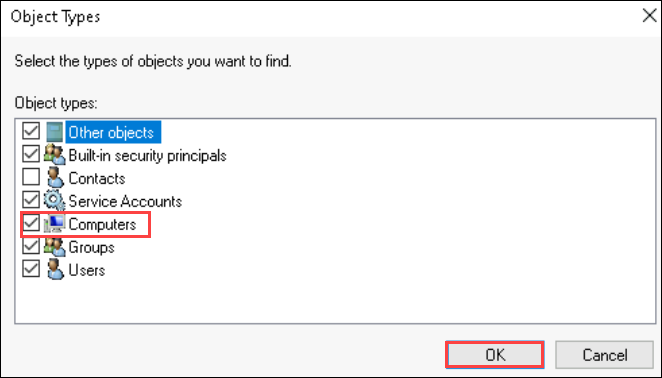 Object Types
Select the types of objects you want to find.
Object types:
Other objects
Built-in security principals
Contacts
Service Accounts
Computers
Groups
Users
OK
Cancel